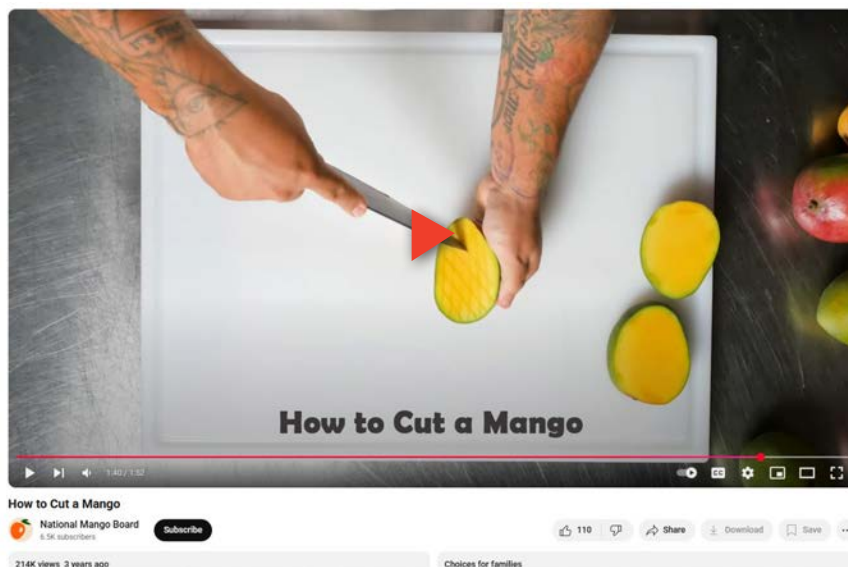 How to Cut a Mango
1:40 / 1:52
CC
How to Cut a Mango
National Mango Board
6.5K subscribers
Subscribe
110
Share
Download
Save
214K views 3 years ago
Choices for families